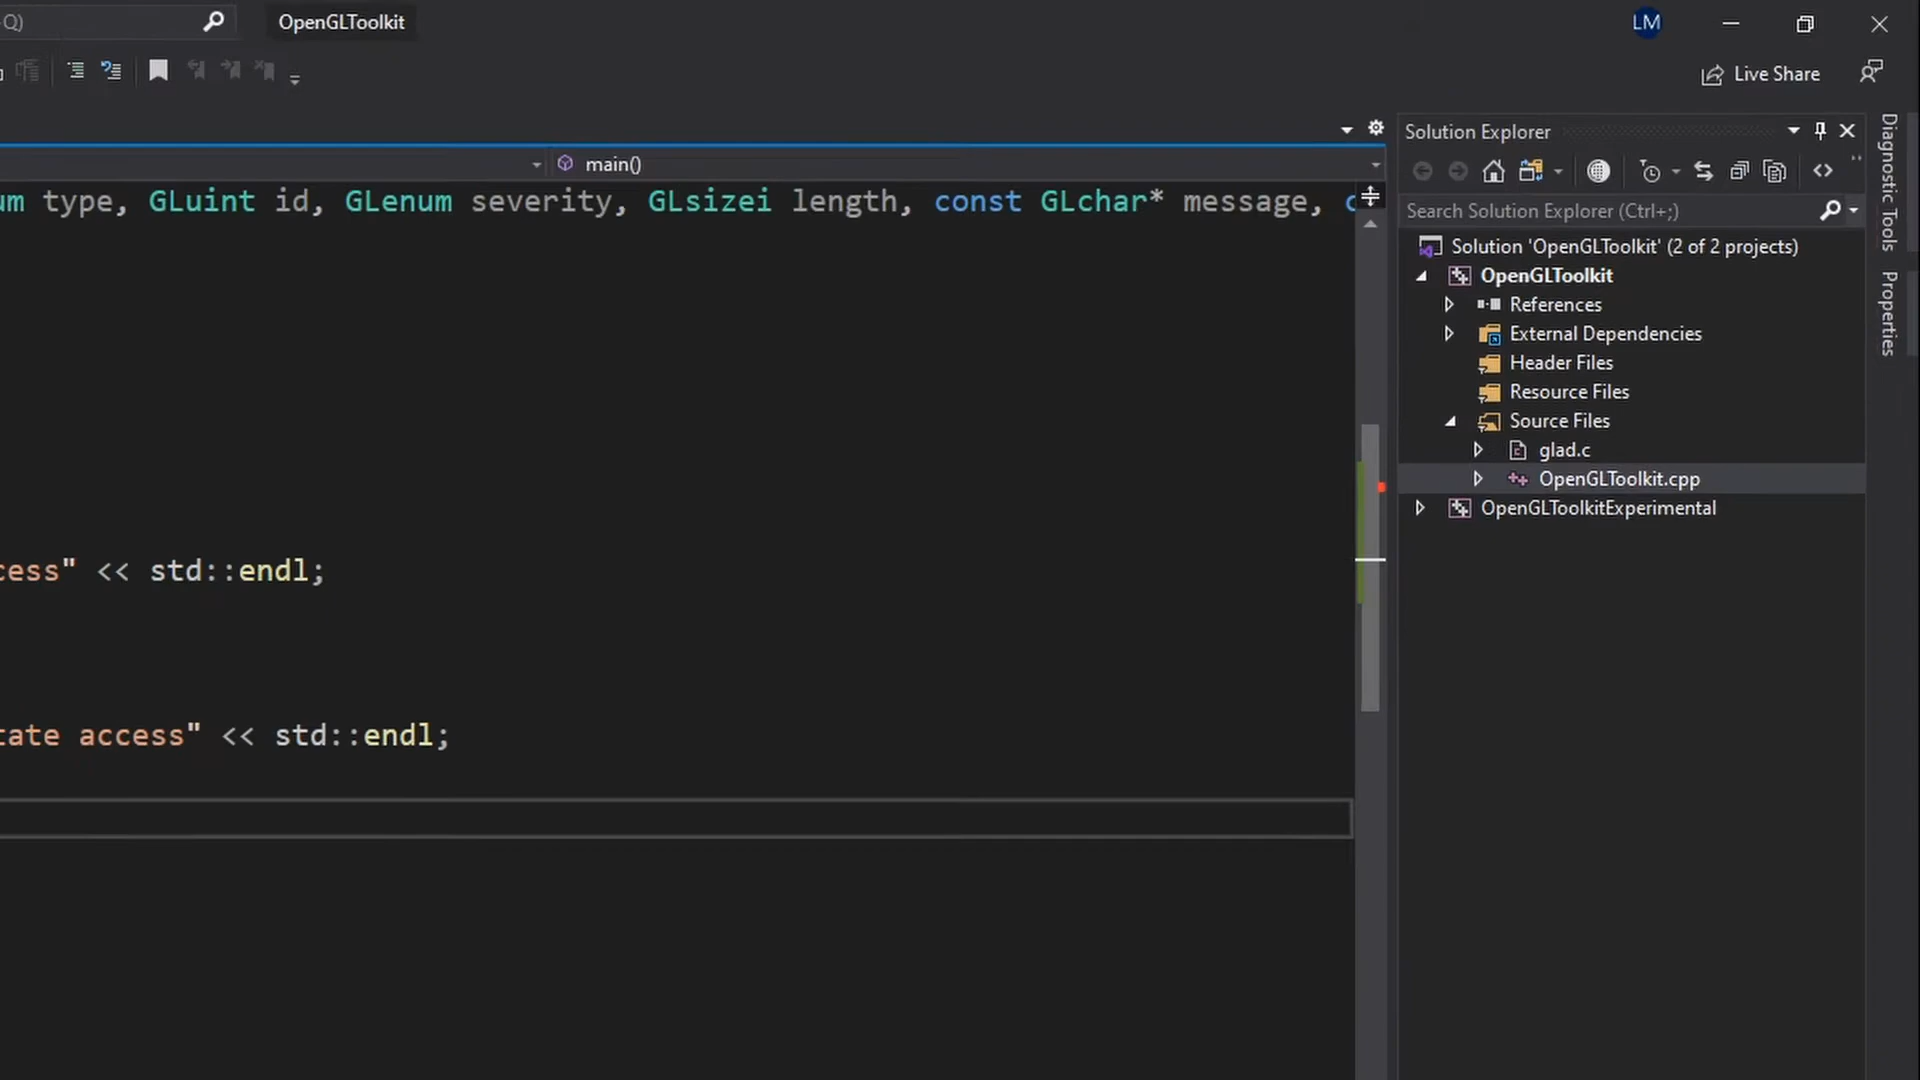 Q) OpenGLToolkit LM
Live Share
Solution Explorer
main()
um type, GLuint id, GLenum severity, GLsizei length, const GLchar* message, c
Search Solution Explorer (Ctrl+;)
Solution 'OpenGLToolkit' (2 of 2 projects)
OpenGLToolkit
References
External Dependencies
Header Files
Resource Files
Source Files
glad.c
OpenGLToolkit.cpp
OpenGLToolkitExperimental
cess" << std::endl;
tate access" << std::endl;
Diagnostic Tools
Properties